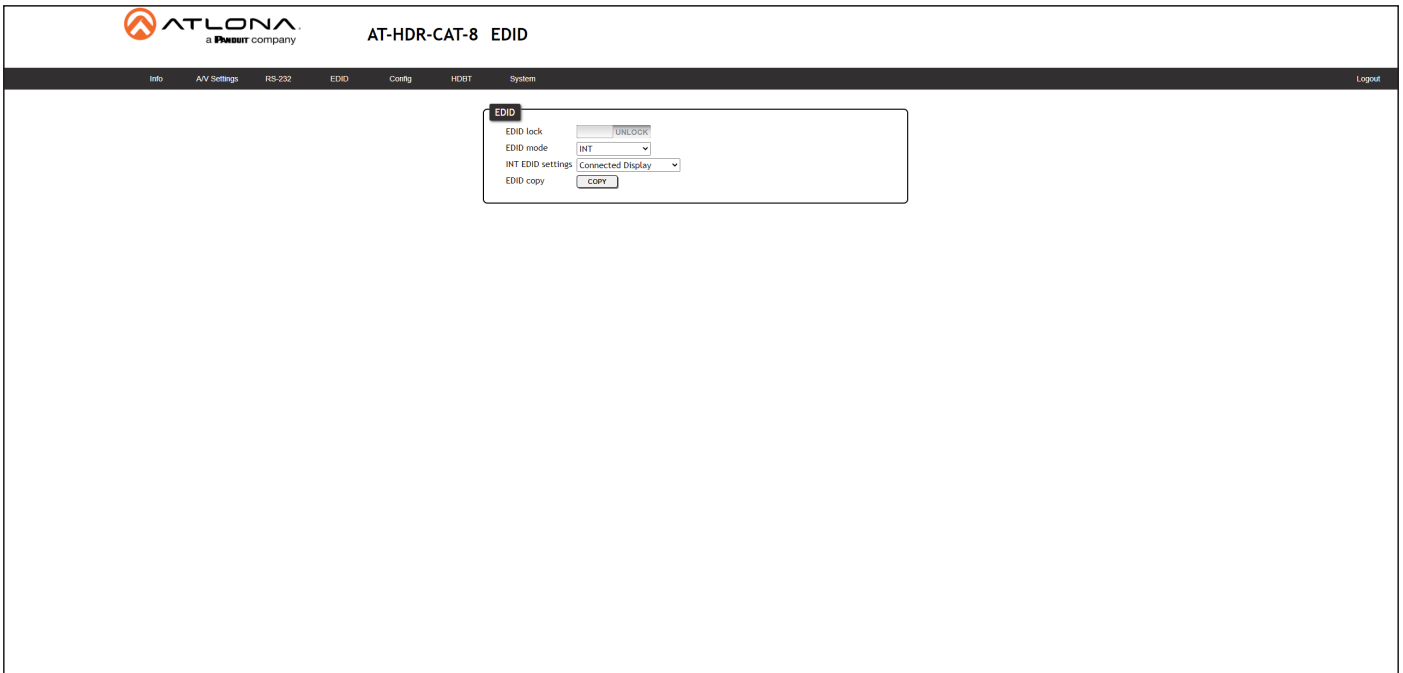 ATLONA.
a PANDUIT company
AT-HDR-CAT-8 EDID
Info A/V Settings RS-232 EDID Config HDBT System Logout
EDID
EDID lock UNLOCK
EDID mode INT
INT EDID settings Connected Display
EDID copy COPY